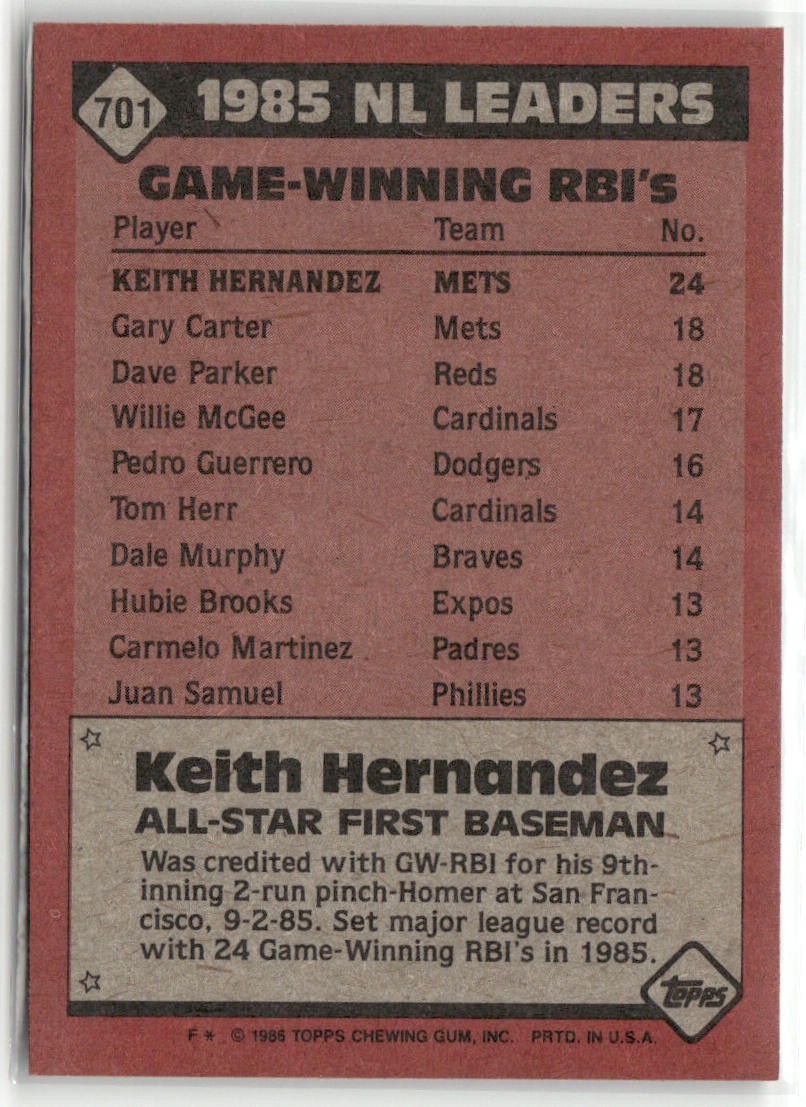 701 1985 NL LEADERS
GAME-WINNING RBI's
Player Team No.
KEITH HERNANDEZ METS 24
Gary Carter Mets 18
Dave Parker Reds 18
Willie McGee Cardinals 17
Pedro Guerrero Dodgers 16
Tom Herr Cardinals 14
Dale Murphy Braves 14
Hubie Brooks Expos 13
Carmelo Martinez Padres 13
Juan Samuel Phillies 13
Keith Hernandez
ALL-STAR FIRST BASEMAN
Was credited with GW-RBI for his 9th-
inning 2-run pinch-Homer at San Fran-
cisco, 9-2-85. Set major league record
with 24 Game-Winning RBI's in 1985.
topps
F * © 1986 TOPPS CHEWING GUM, INC. PRTD. IN U.S.A.